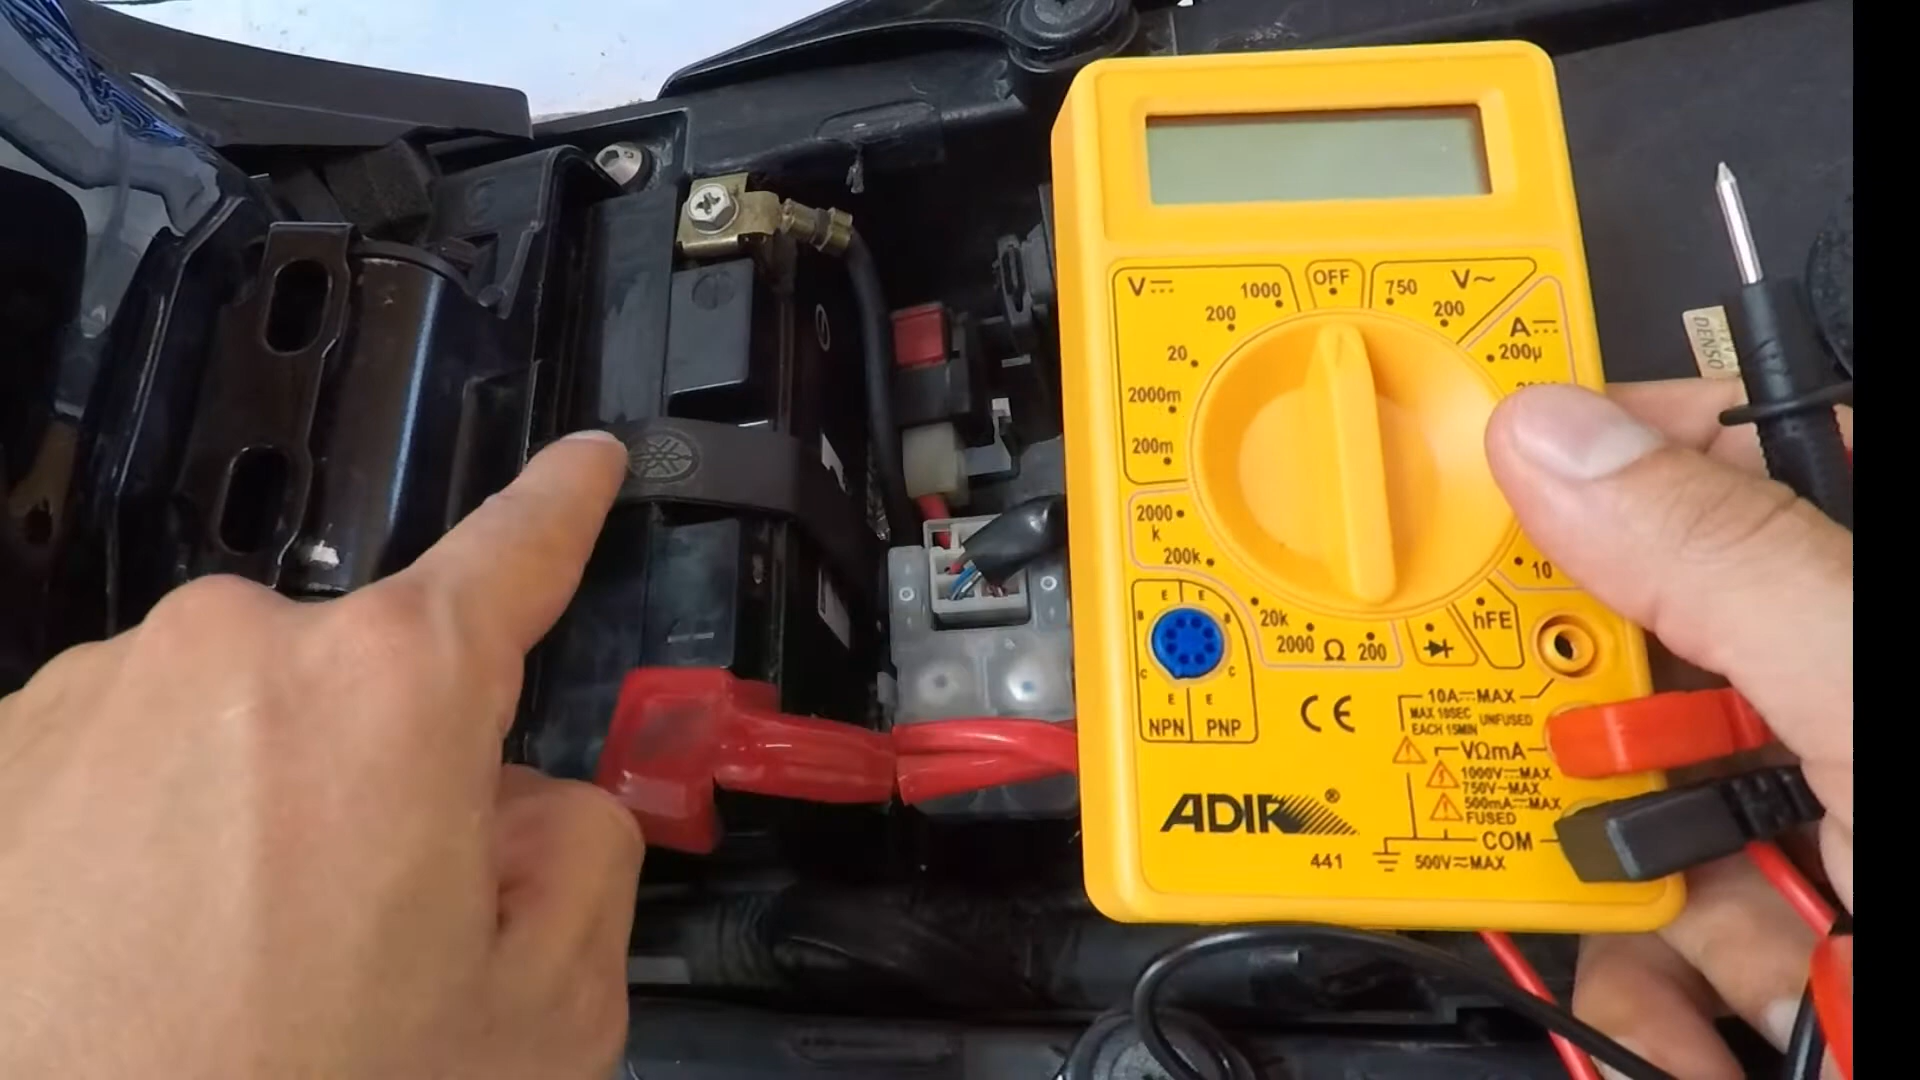 V⎓
1000
OFF
750
V~
200
200
A⎓
20
200µ
2000m
200m
2000
k
200k
10
20k
hFE
2000
Ω
200
E
E
B
B
C
C
E
E
NPN
PNP
CE
10A⎓MAX
MAX 10SEC
EACH 15MIN
UNFUSED
VΩmA
1000V⎓MAX
750V~MAX
500mA⎓MAX
FUSED
ADIR®
COM
441
500V≂MAX
DENSO